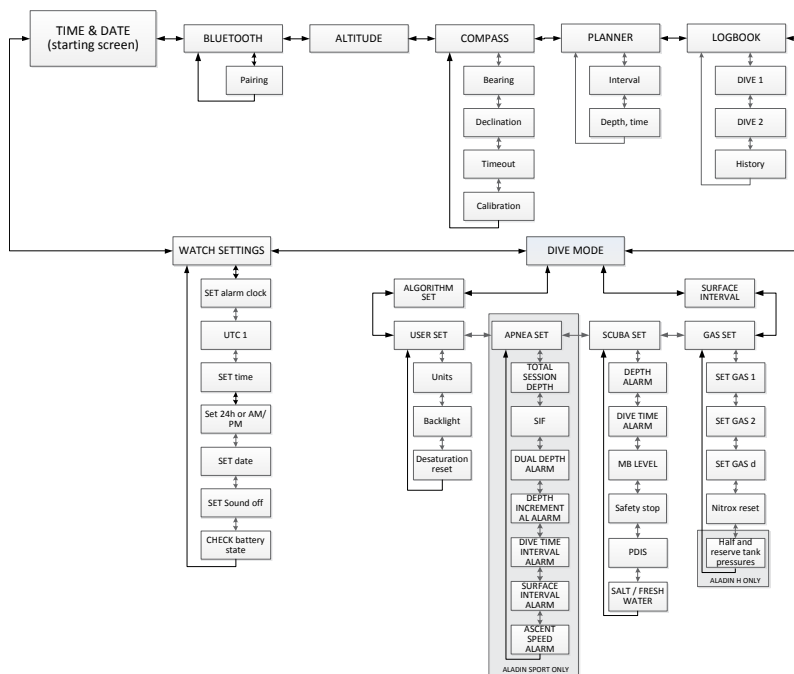 TIME & DATE
(starting screen)
BLUETOOTH
ALTITUDE
COMPASS
PLANNER
LOGBOOK
Pairing
Bearing
Declination
Timeout
Calibration
Interval
Depth, time
DIVE 1
DIVE 2
History
WATCH SETTINGS
DIVE MODE
SET alarm clock
UTC 1
SET time
Set 24h or AM/
PM
SET date
SET Sound off
CHECK battery
state
ALGORITHM
SET
SURFACE
INTERVAL
USER SET
APNEA SET
SCUBA SET
GAS SET
Units
Backlight
Desaturation
reset
TOTAL
SESSION
DEPTH
SIF
DUAL DEPTH
ALARM
DEPTH
INCREMENT
AL ALARM
DIVE TIME
INTERVAL
ALARM
SURFACE
INTERVAL
ALARM
ASCENT
SPEED
ALARM
ALADIN SPORT ONLY
DEPTH
ALARM
DIVE TIME
ALARM
MB LEVEL
Safety stop
PDIS
SALT / FRESH
WATER
SET GAS 1
SET GAS 2
SET GAS d
Nitrox reset
Half and
reserve tank
pressures
ALADIN H ONLY